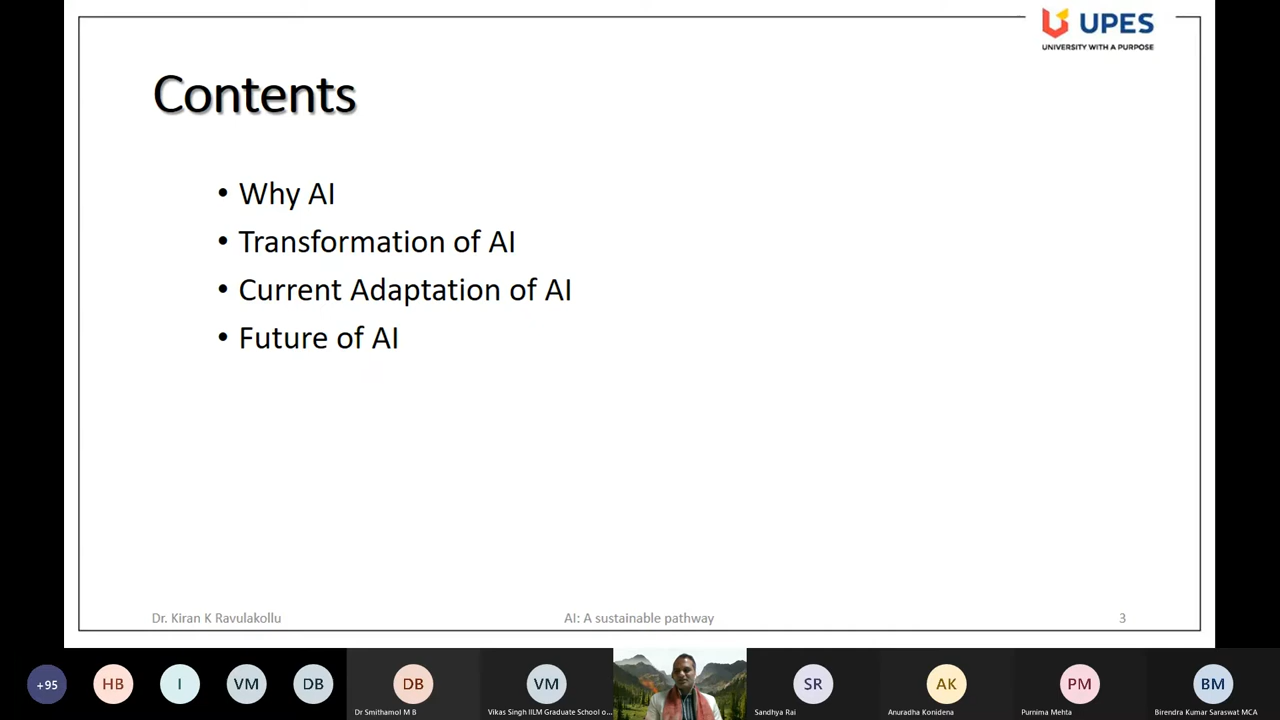 UPES
UNIVERSITY WITH A PURPOSE
Contents
• Why AI
• Transformation of AI
• Current Adaptation of AI
• Future of AI
Dr. Kiran K Ravulakollu
AI: A sustainable pathway
3
+95
HB
I
VM
DB
DB
VM
SR
AK
PM
BM
Dr Smithamol M B
Vikas Singh IILM Graduate School o...
Sandhya Rai
Anuradha Konidena
Purnima Mehta
Birendra Kumar Saraswat MCA